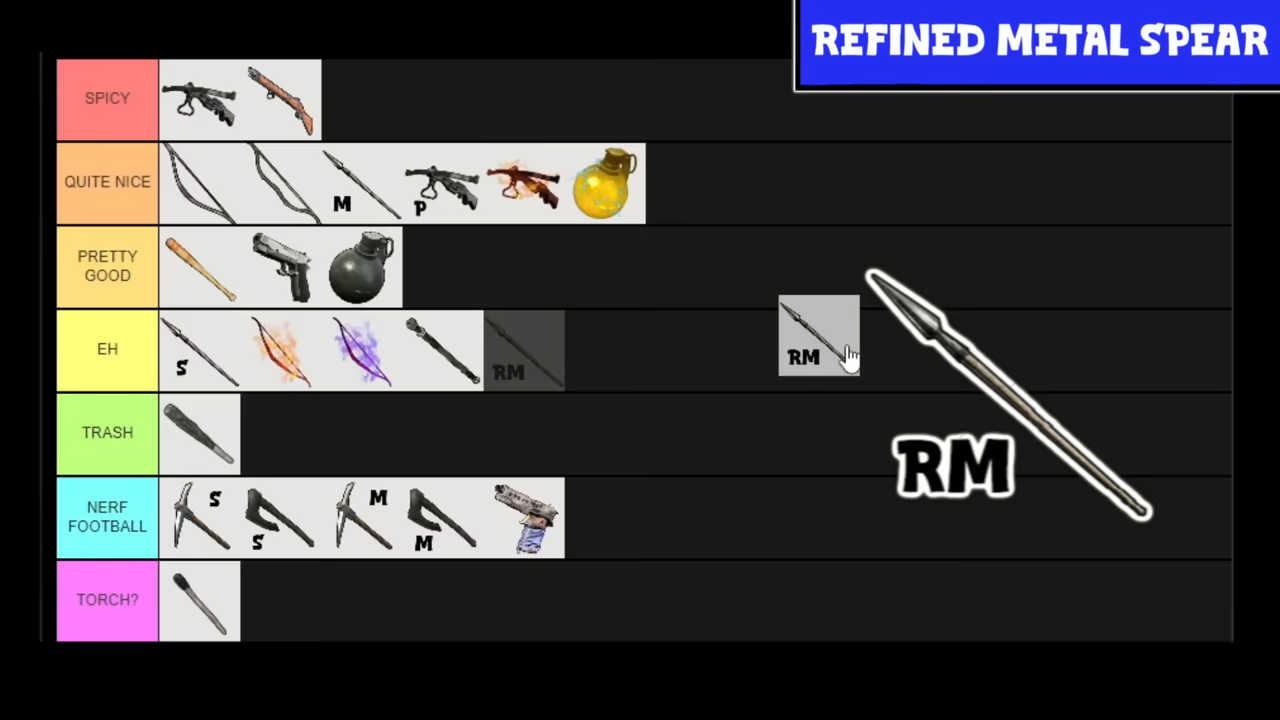 REFINED METAL SPEAR
SPICY
QUITE NICE
M
P
PRETTY
GOOD
EH
S
RM
RM
RM
TRASH
NERF
FOOTBALL
S
S
M
M
TORCH?